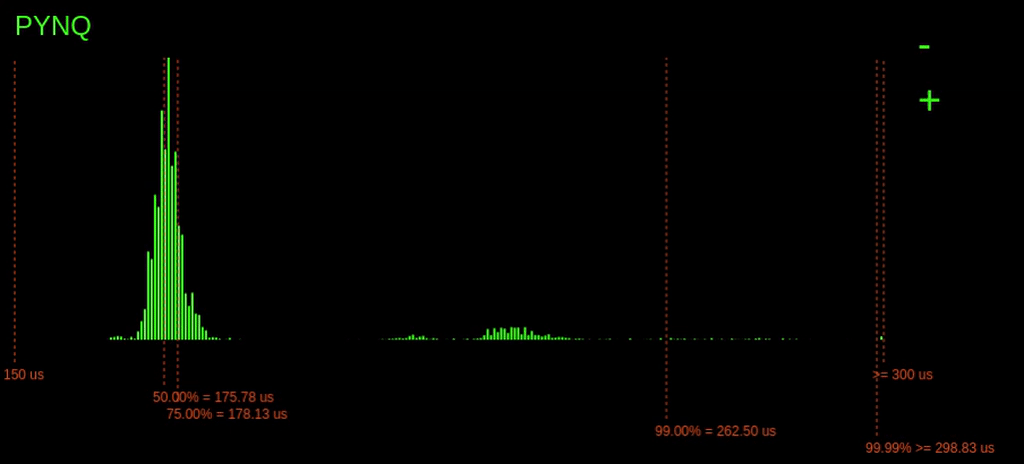 PYNQ
-
+
150 us
>= 300 us
50.00% = 175.78 us
75.00% = 178.13 us
99.00% = 262.50 us
99.99% >= 298.83 us